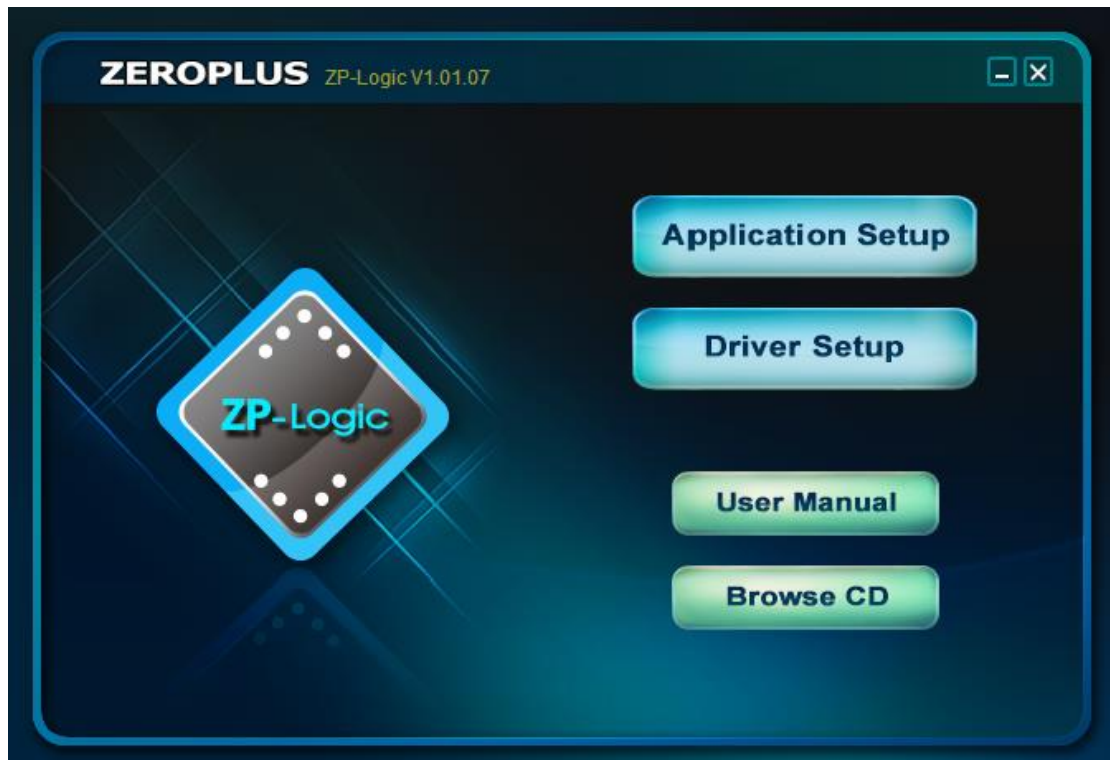 ZEROPLUS ZP-Logic V1.01.07
Application Setup
Driver Setup
ZP-Logic
User Manual
Browse CD